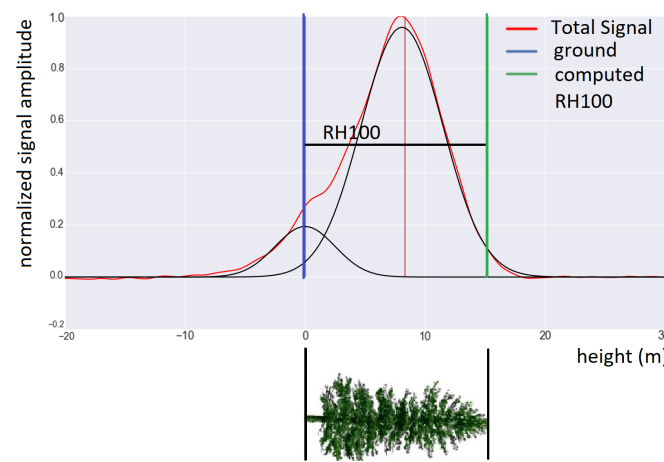 normalized signal amplitude
1.0
0.8
0.6
0.4
0.2
0.0
−0.2
−20
−10
0
10
20
30
height (m)
Total Signal
ground
computed
RH100
RH100